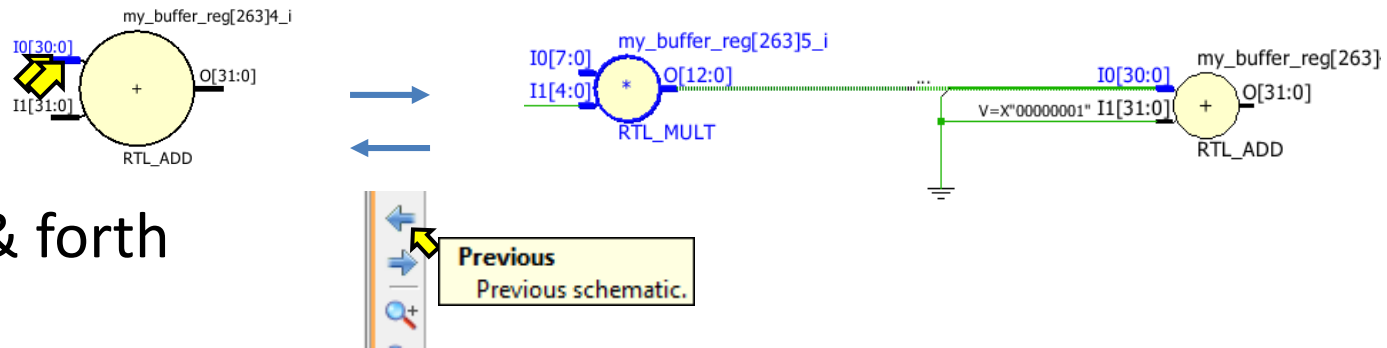 my_buffer_reg[263]4_i
I0[30:0]
O[31:0]
+
I1[31:0]
RTL_ADD
my_buffer_reg[263]5_i
I0[7:0]
O[12:0]
*
I1[4:0]
RTL_MULT
...
my_buffer_reg[263]
I0[30:0]
O[31:0]
V=X"00000001" I1[31:0]
+
RTL_ADD
& forth
Previous
Previous schematic.